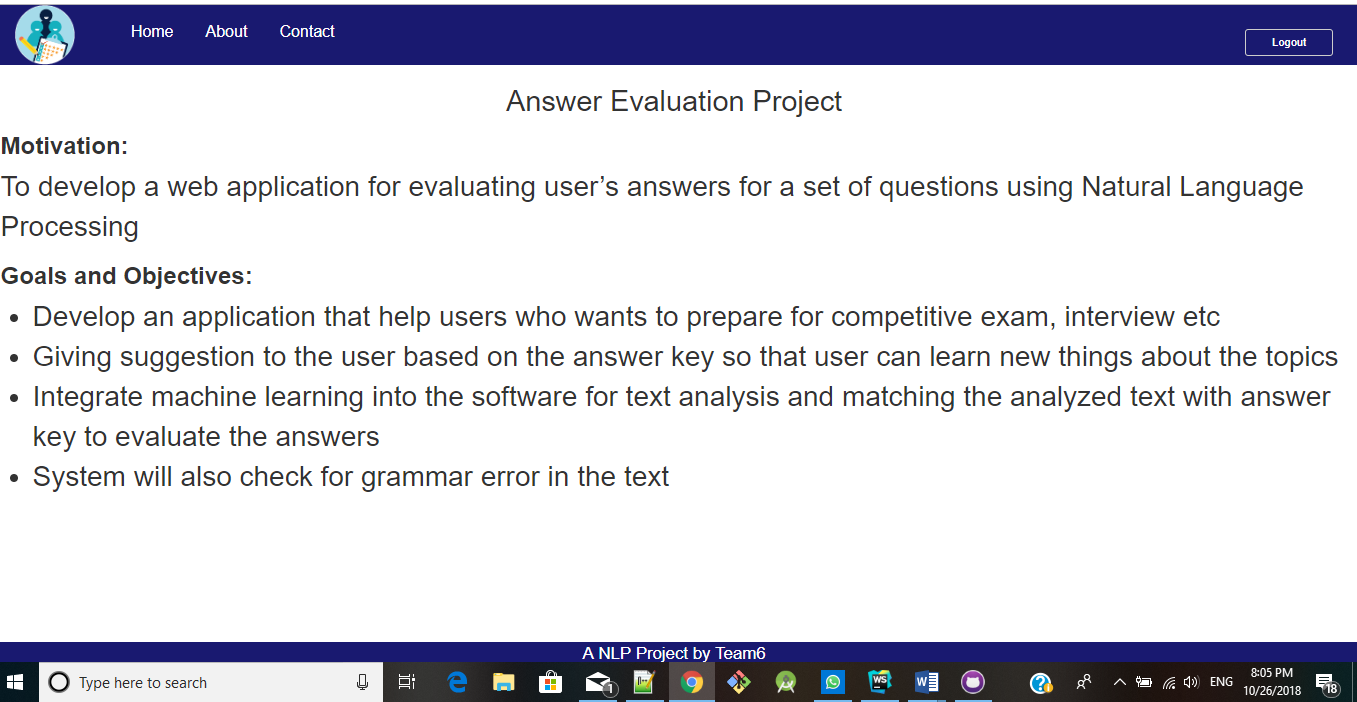 Home About Contact
Logout
Answer Evaluation Project
Motivation:
To develop a web application for evaluating user’s answers for a set of questions using Natural Language
Processing
Goals and Objectives:
• Develop an application that help users who wants to prepare for competitive exam, interview etc
• Giving suggestion to the user based on the answer key so that user can learn new things about the topics
• Integrate machine learning into the software for text analysis and matching the analyzed text with answer
key to evaluate the answers
• System will also check for grammar error in the text
A NLP Project by Team6
Type here to search
1
WS
W
ENG
8:05 PM
10/26/2018
18